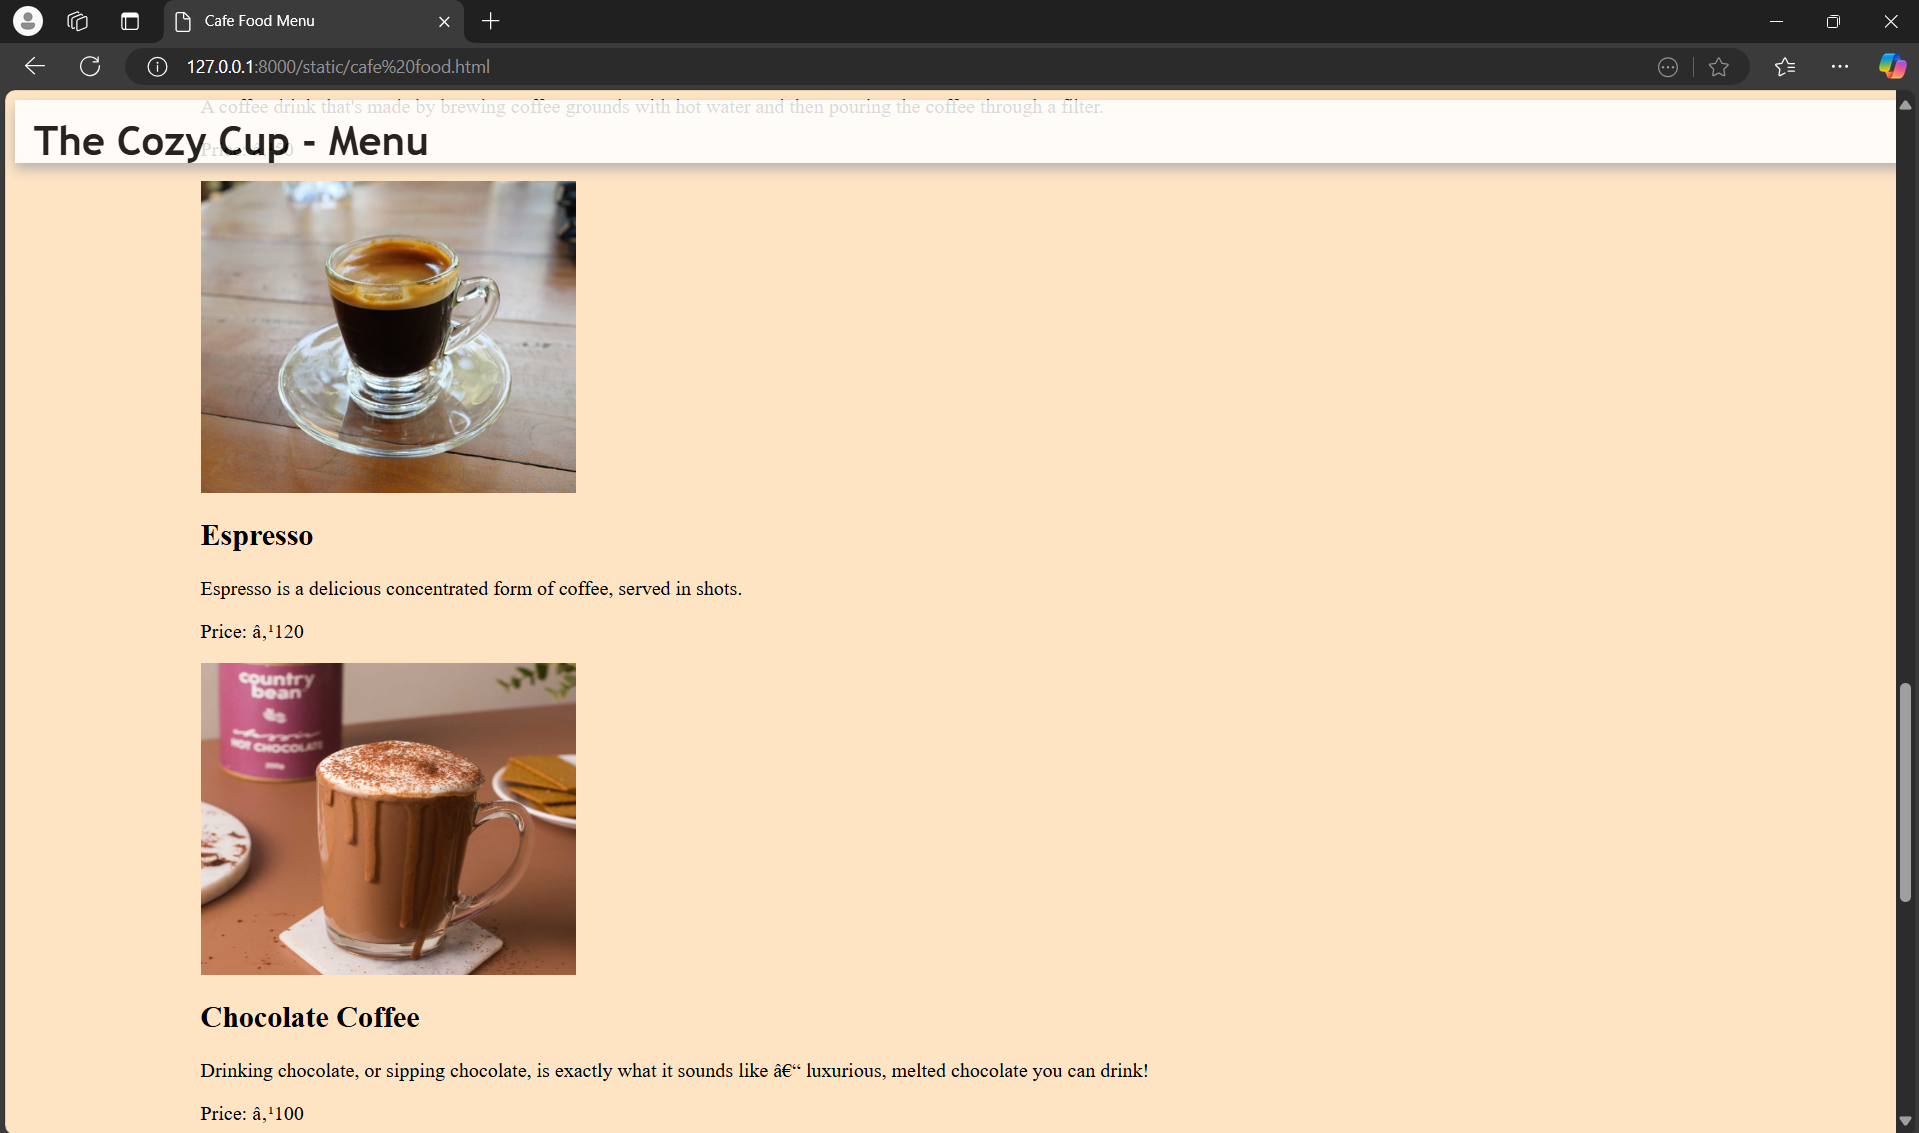 Cafe Food Menu
127.0.0.1:8000/static/cafe%20food.html
A coffee drink that's made by brewing coffee grounds with hot water and then pouring the coffee through a filter.
The Cozy Cup - Menu
Espresso
Espresso is a delicious concentrated form of coffee, served in shots.
Price: â‚¹120
country
bean
HOT CHOCOLATE
Chocolate Coffee
Drinking chocolate, or sipping chocolate, is exactly what it sounds like â€“ luxurious, melted chocolate you can drink!
Price: â‚¹100